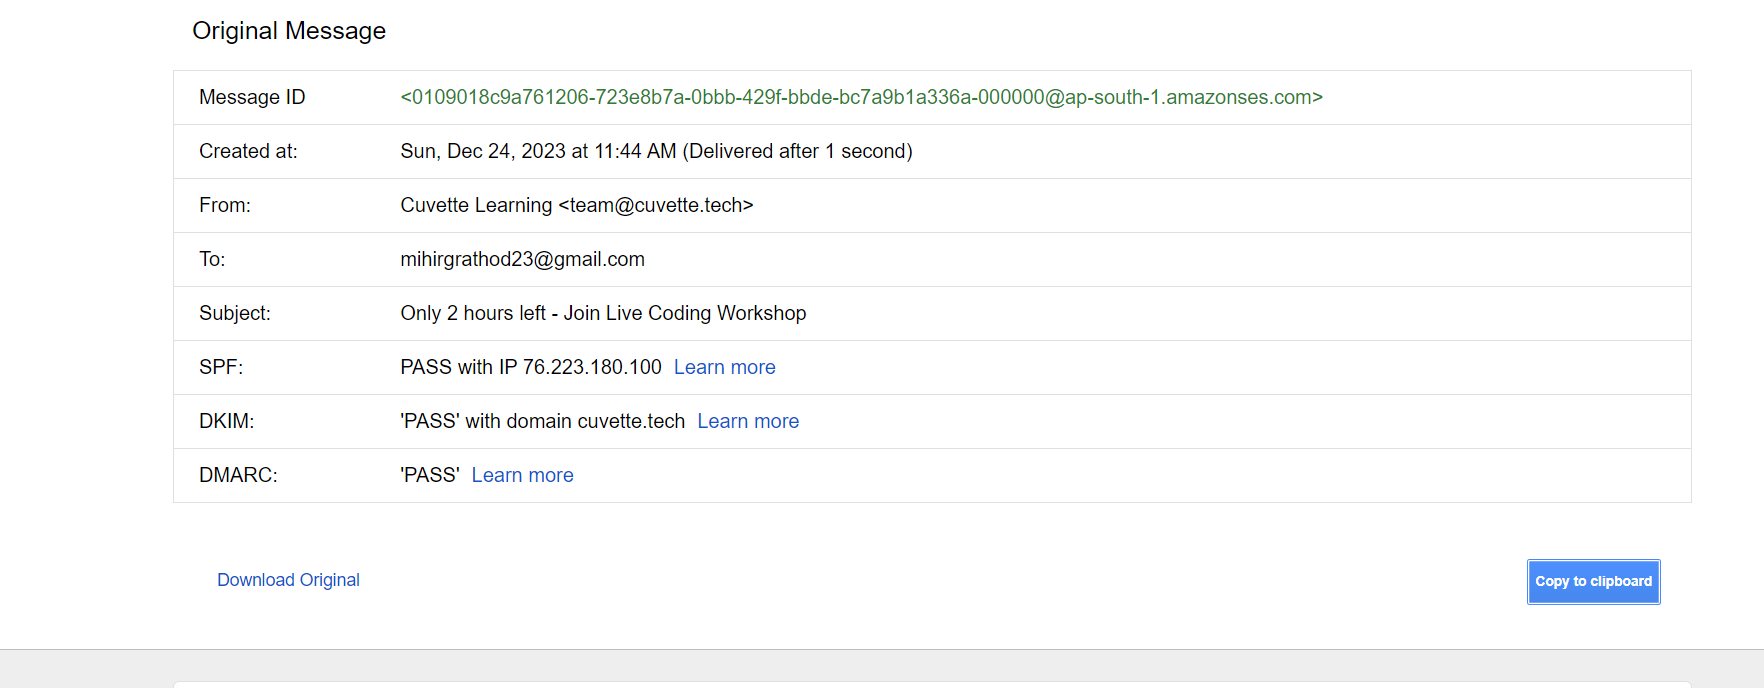 Original Message
Message ID <0109018c9a761206-723e8b7a-0bbb-429f-bbde-bc7a9b1a336a-000000@ap-south-1.amazonses.com>
Created at: Sun, Dec 24, 2023 at 11:44 AM (Delivered after 1 second)
From: Cuvette Learning <team@cuvette.tech>
To: mihirgrathod23@gmail.com
Subject: Only 2 hours left - Join Live Coding Workshop
SPF: PASS with IP 76.223.180.100 Learn more
DKIM: 'PASS' with domain cuvette.tech Learn more
DMARC: 'PASS' Learn more
Download Original Copy to clipboard